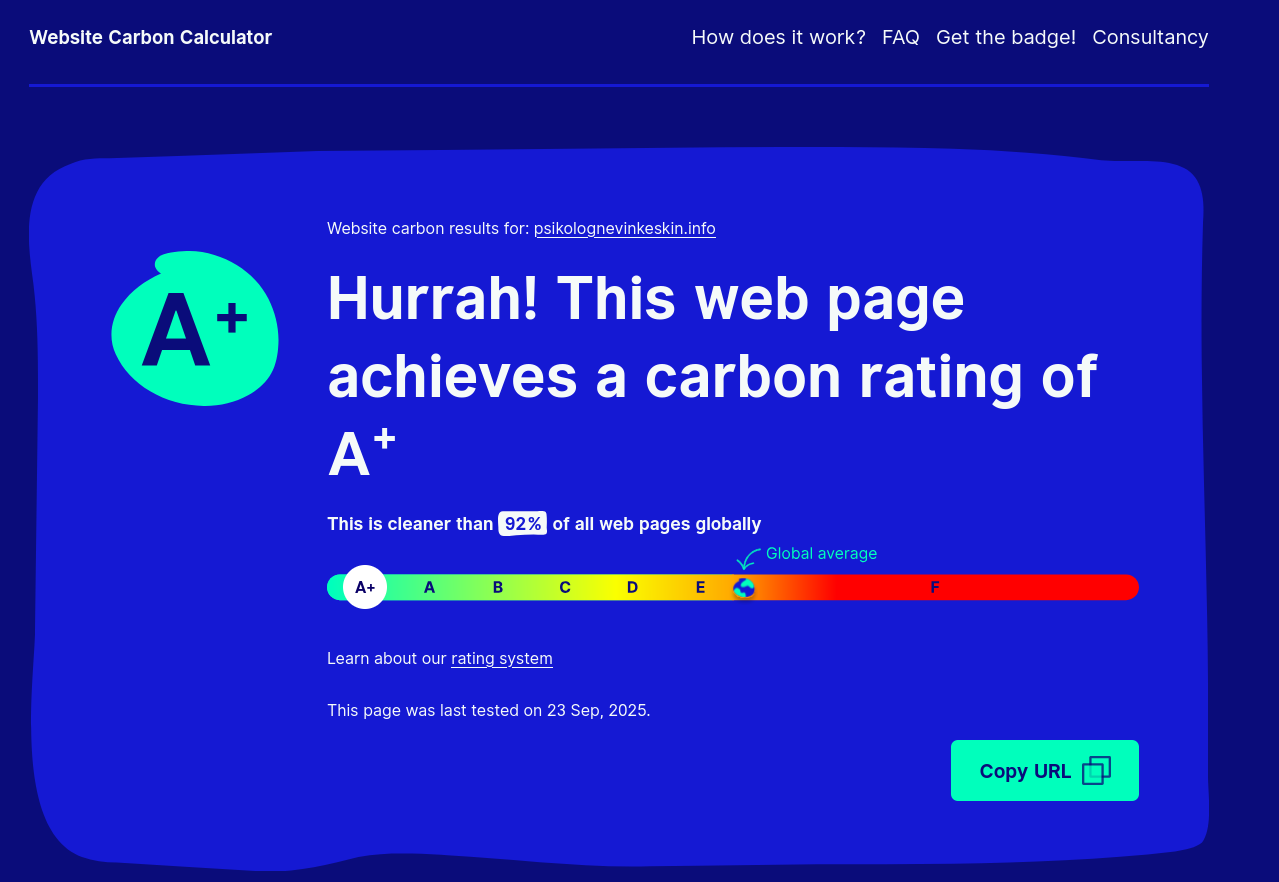 Website Carbon Calculator
How does it work? FAQ Get the badge! Consultancy
A+
Website carbon results for: psikolognevinkeskin.info
Hurrah! This web page
achieves a carbon rating of
A+
This is cleaner than 92% of all web pages globally
Global average
A+ A B C D E F
Learn about our rating system
This page was last tested on 23 Sep, 2025.
Copy URL